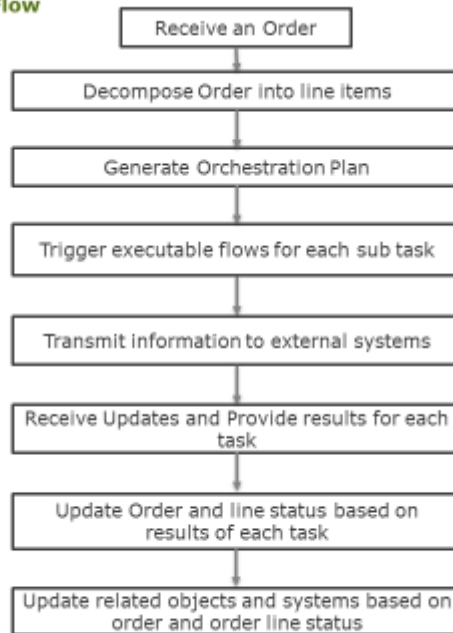 Flow
Receive an Order
Decompose Order into line items
Generate Orchestration Plan
Trigger executable flows for each sub task
Transmit information to external systems
Receive Updates and Provide results for each
task
Update Order and line status based on
results of each task
Update related objects and systems based on
order and order line status